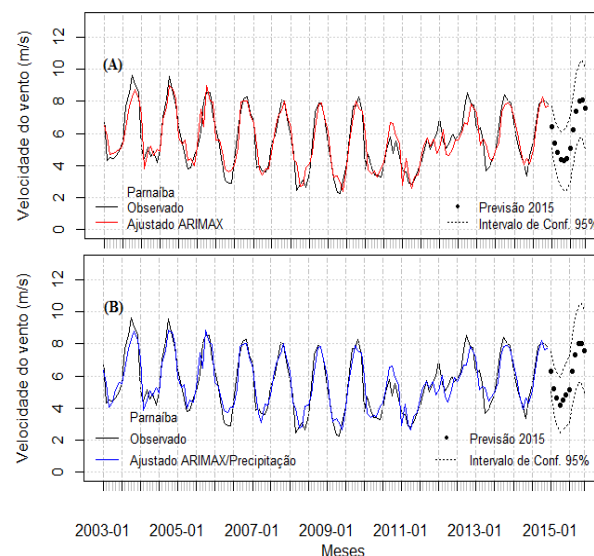 (A)
Velocidade do vento (m/s)
12
10
8
6
4
2
0
Parnaíba
Observado
Ajustado ARIMAX
Previsão 2015
Intervalo de Conf. 95%
(B)
Velocidade do vento (m/s)
12
10
8
6
4
2
0
Parnaíba
Observado
Ajustado ARIMAX/Precipitação
Previsão 2015
Intervalo de Conf. 95%
2003-01 2005-01 2007-01 2009-01 2011-01 2013-01 2015-01
Meses